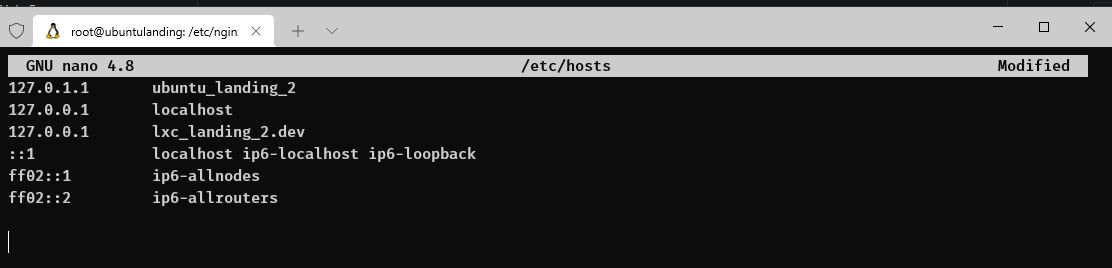 root@ubuntulanding: /etc/ngin
GNU nano 4.8 /etc/hosts Modified
127.0.1.1 ubuntu_landing_2
127.0.0.1 localhost
127.0.0.1 lxc_landing_2.dev
::1 localhost ip6-localhost ip6-loopback
ff02::1 ip6-allnodes
ff02::2 ip6-allrouters